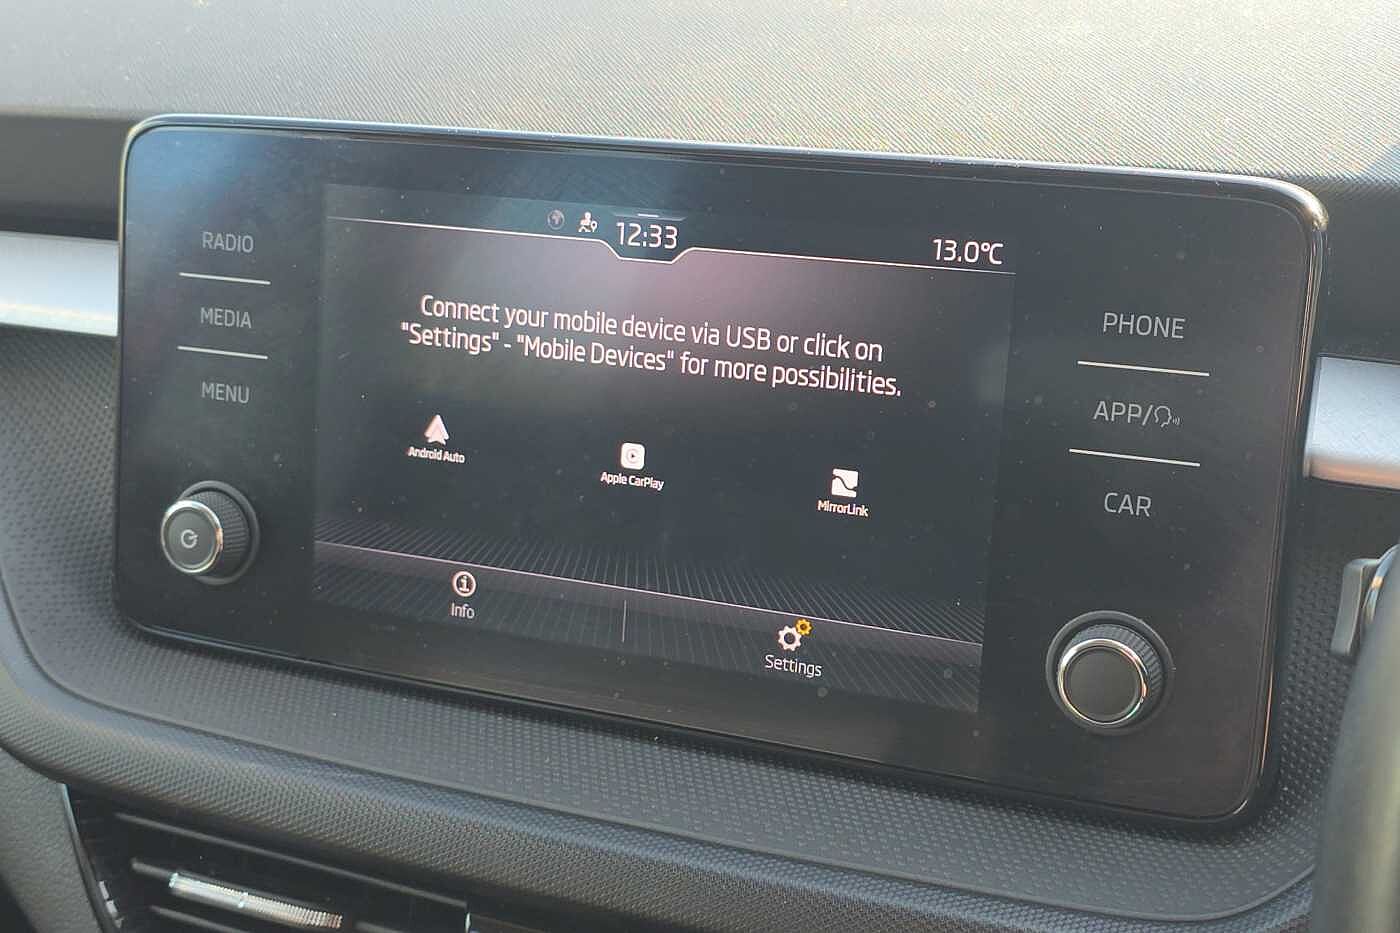 RADIO
MEDIA
MENU
12:33
13.0°C
Connect your mobile device via USB or click on
"Settings" - "Mobile Devices" for more possibilities.
Android Auto
Apple CarPlay
MirrorLink
Info
Settings
PHONE
APP/
CAR